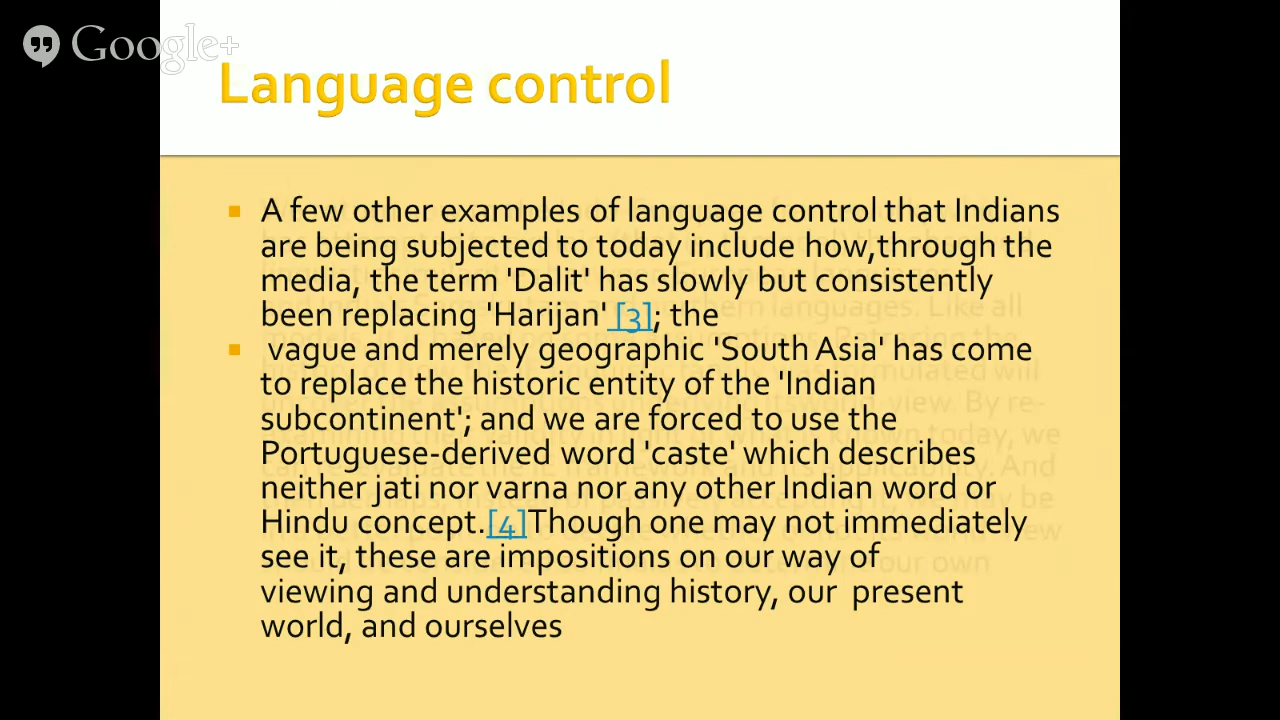 Google+
Language control
A few other examples of language control that Indians
are being subjected to today include how,through the
media, the term 'Dalit' has slowly but consistently
been replacing 'Harijan' [3]; the
vague and merely geographic 'South Asia' has come
to replace the historic entity of the 'Indian
subcontinent'; and we are forced to use the
Portuguese-derived word 'caste' which describes
neither jati nor varna nor any other Indian word or
Hindu concept.[4]Though one may not immediately
see it, these are impositions on our way of
viewing and understanding history, our present
world, and ourselves